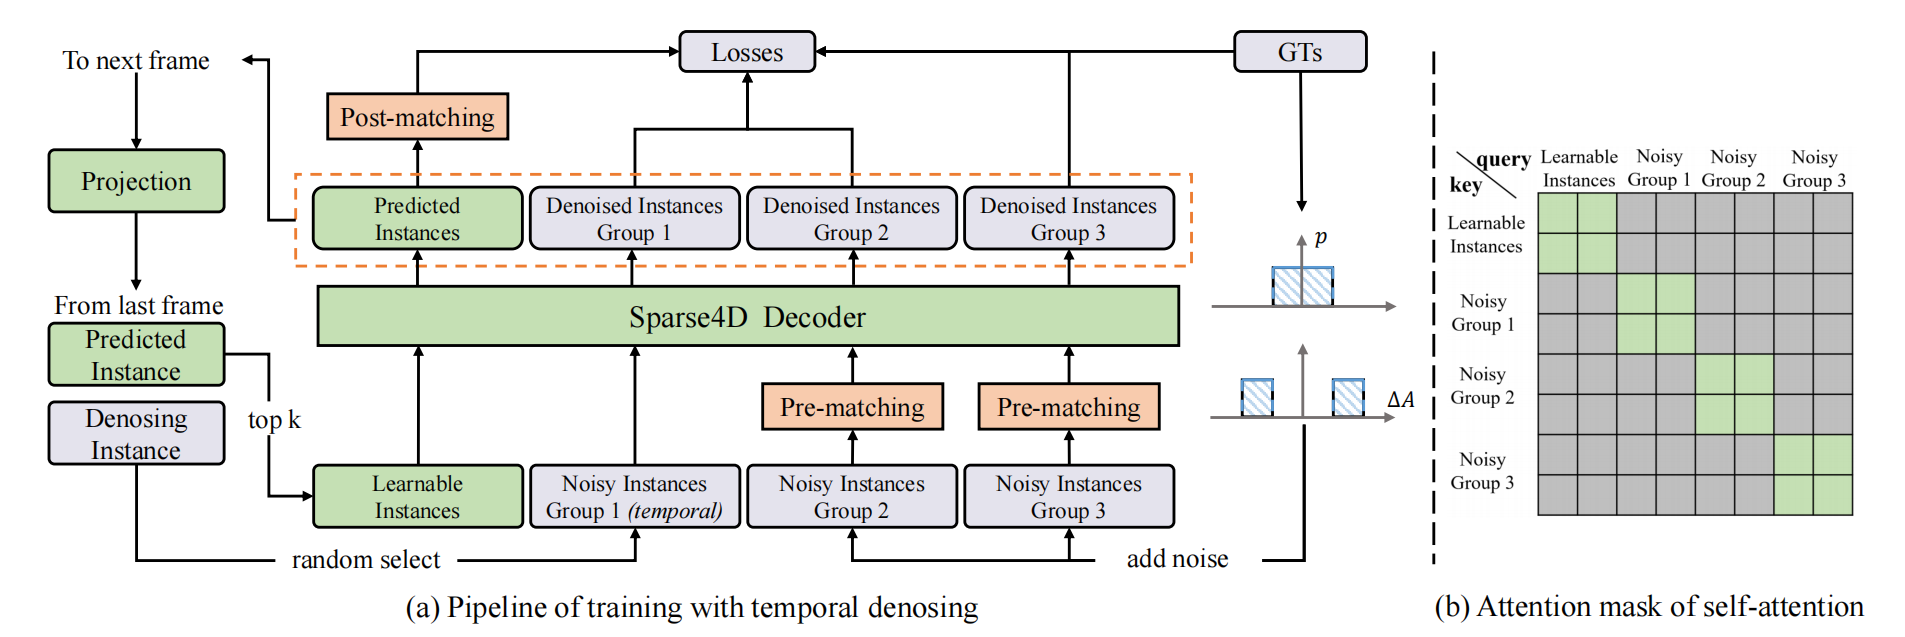 To next frame
Losses
GTs
Post-matching
Projection
Predicted
Instances
Denoised Instances
Group 1
Denoised Instances
Group 2
Denoised Instances
Group 3
p
From last frame
Predicted
Instance
Sparse4D Decoder
Denosing
Instance
top k
Pre-matching
Pre-matching
ΔA
Learnable
Instances
Noisy Instances
Group 1 (temporal)
Noisy Instances
Group 2
Noisy Instances
Group 3
random select
add noise
(a) Pipeline of training with temporal denosing
query
key
Learnable
Instances
Noisy
Group 1
Noisy
Group 2
Noisy
Group 3
Learnable
Instances
Noisy
Group 1
Noisy
Group 2
Noisy
Group 3
(b) Attention mask of self-attention